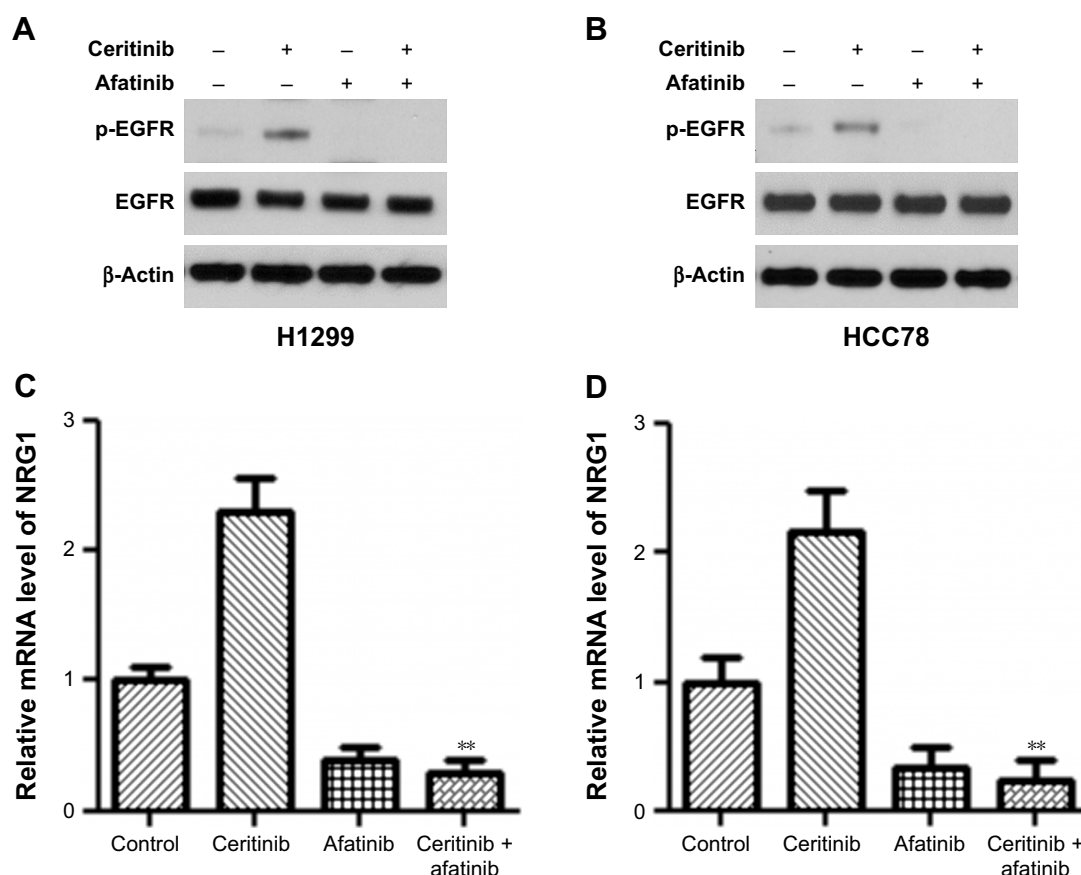 A
Ceritinib – + – +
Afatinib – – + +
p-EGFR
EGFR
β-Actin
H1299
B
Ceritinib – + – +
Afatinib – – + +
p-EGFR
EGFR
β-Actin
HCC78
C
Relative mRNA level of NRG1
3
2
1
0
Control Ceritinib Afatinib Ceritinib +
afatinib
**
D
Relative mRNA level of NRG1
3
2
1
0
Control Ceritinib Afatinib Ceritinib +
afatinib
**